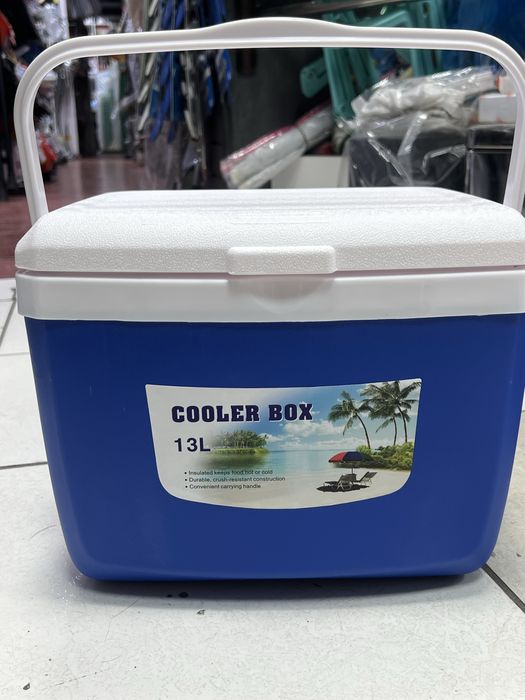 COOLER BOX
13L
• Insulated keeps food hot or cold
• Durable, crush-resistant construction
• Convenient carrying handle